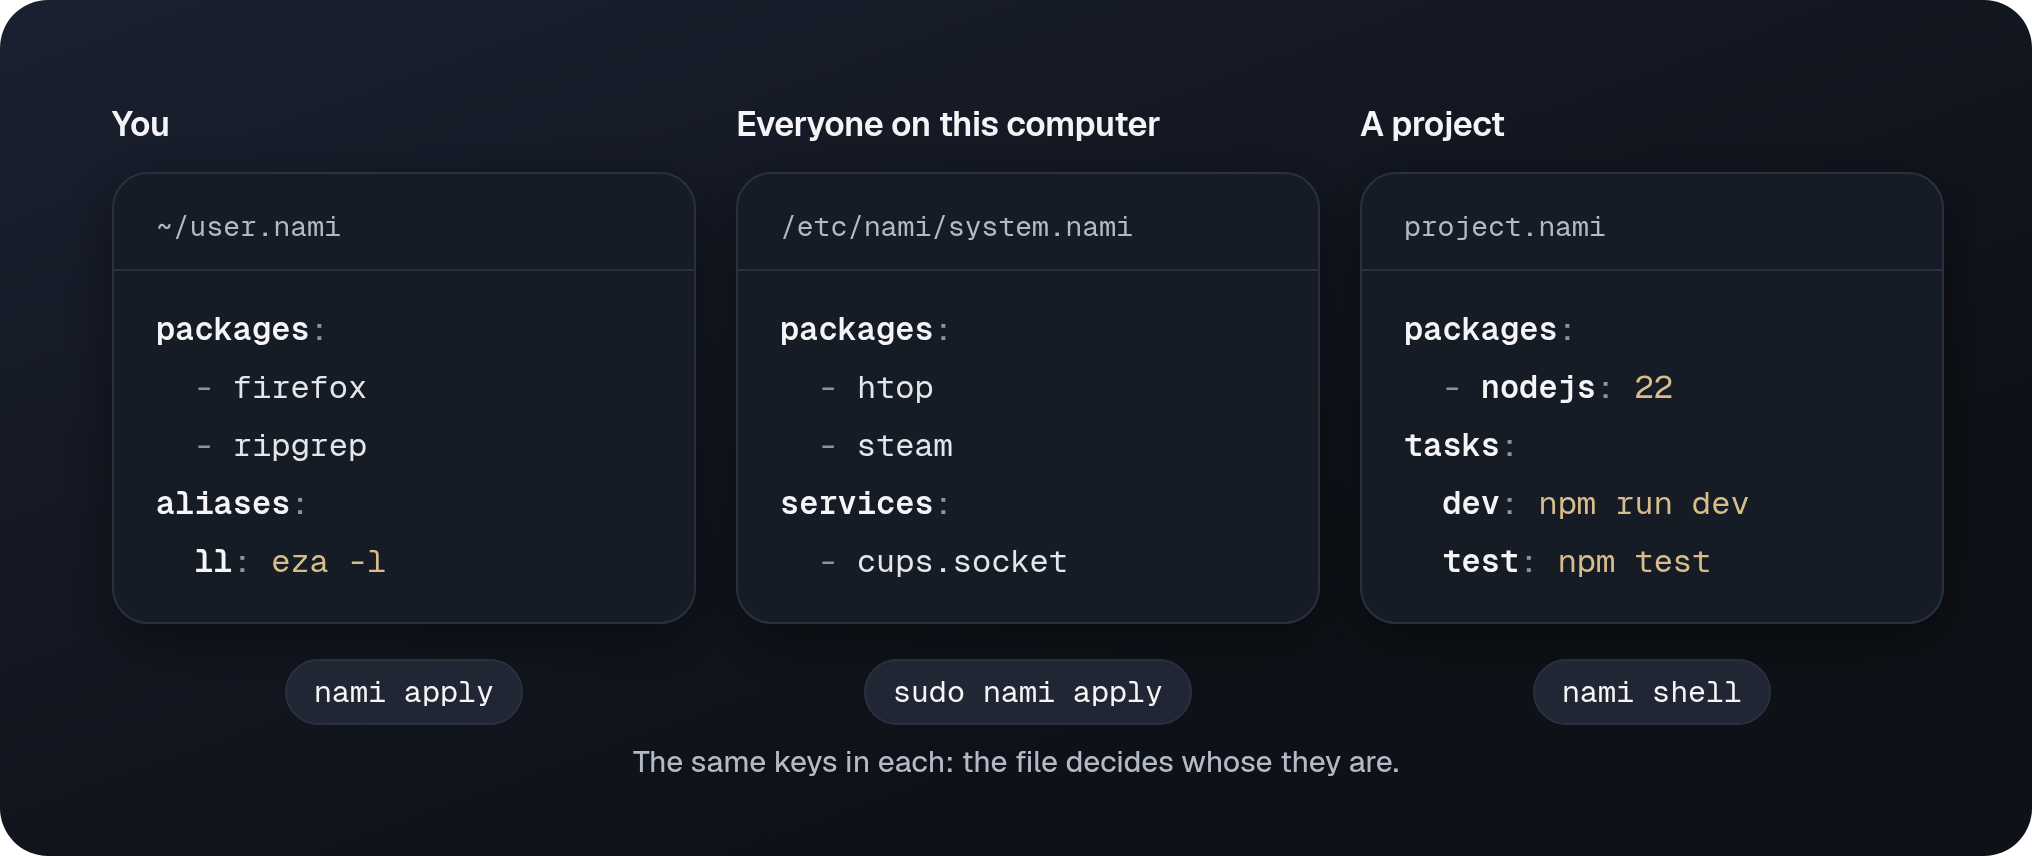 You
~/user.nami
packages:
  - firefox
  - ripgrep
aliases:
  ll: eza -l
nami apply
Everyone on this computer
/etc/nami/system.nami
packages:
  - htop
  - steam
services:
  - cups.socket
sudo nami apply
A project
project.nami
packages:
  - nodejs: 22
tasks:
  dev: npm run dev
  test: npm test
nami shell
The same keys in each: the file decides whose they are.